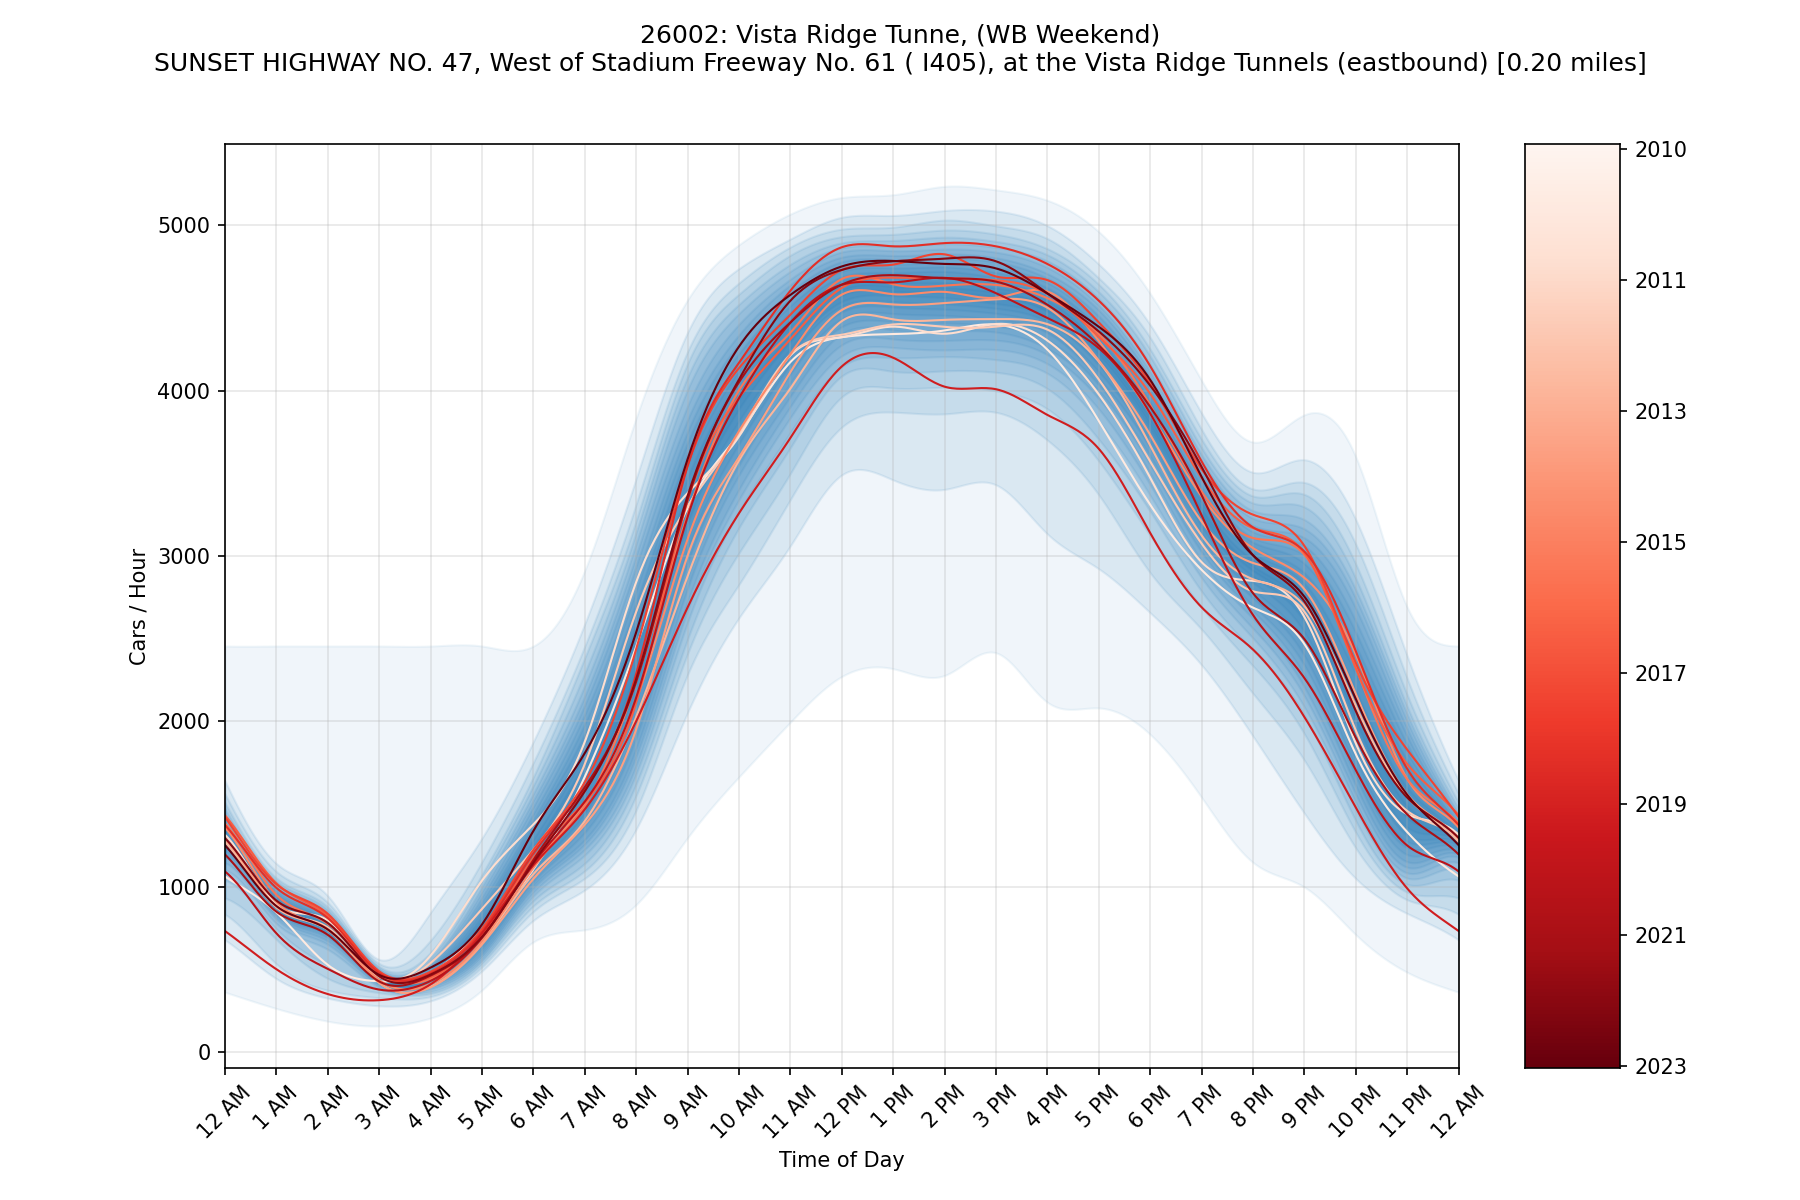 26002: Vista Ridge Tunne, (WB Weekend)
SUNSET HIGHWAY NO. 47, West of Stadium Freeway No. 61 ( I405), at the Vista Ridge Tunnels (eastbound) [0.20 miles]
Cars / Hour
5000
4000
3000
2000
1000
0
12 AM
1 AM
2 AM
3 AM
4 AM
5 AM
6 AM
7 AM
8 AM
9 AM
10 AM
11 AM
12 PM
1 PM
2 PM
3 PM
4 PM
5 PM
6 PM
7 PM
8 PM
9 PM
10 PM
11 PM
12 AM
Time of Day
2010
2011
2013
2015
2017
2019
2021
2023